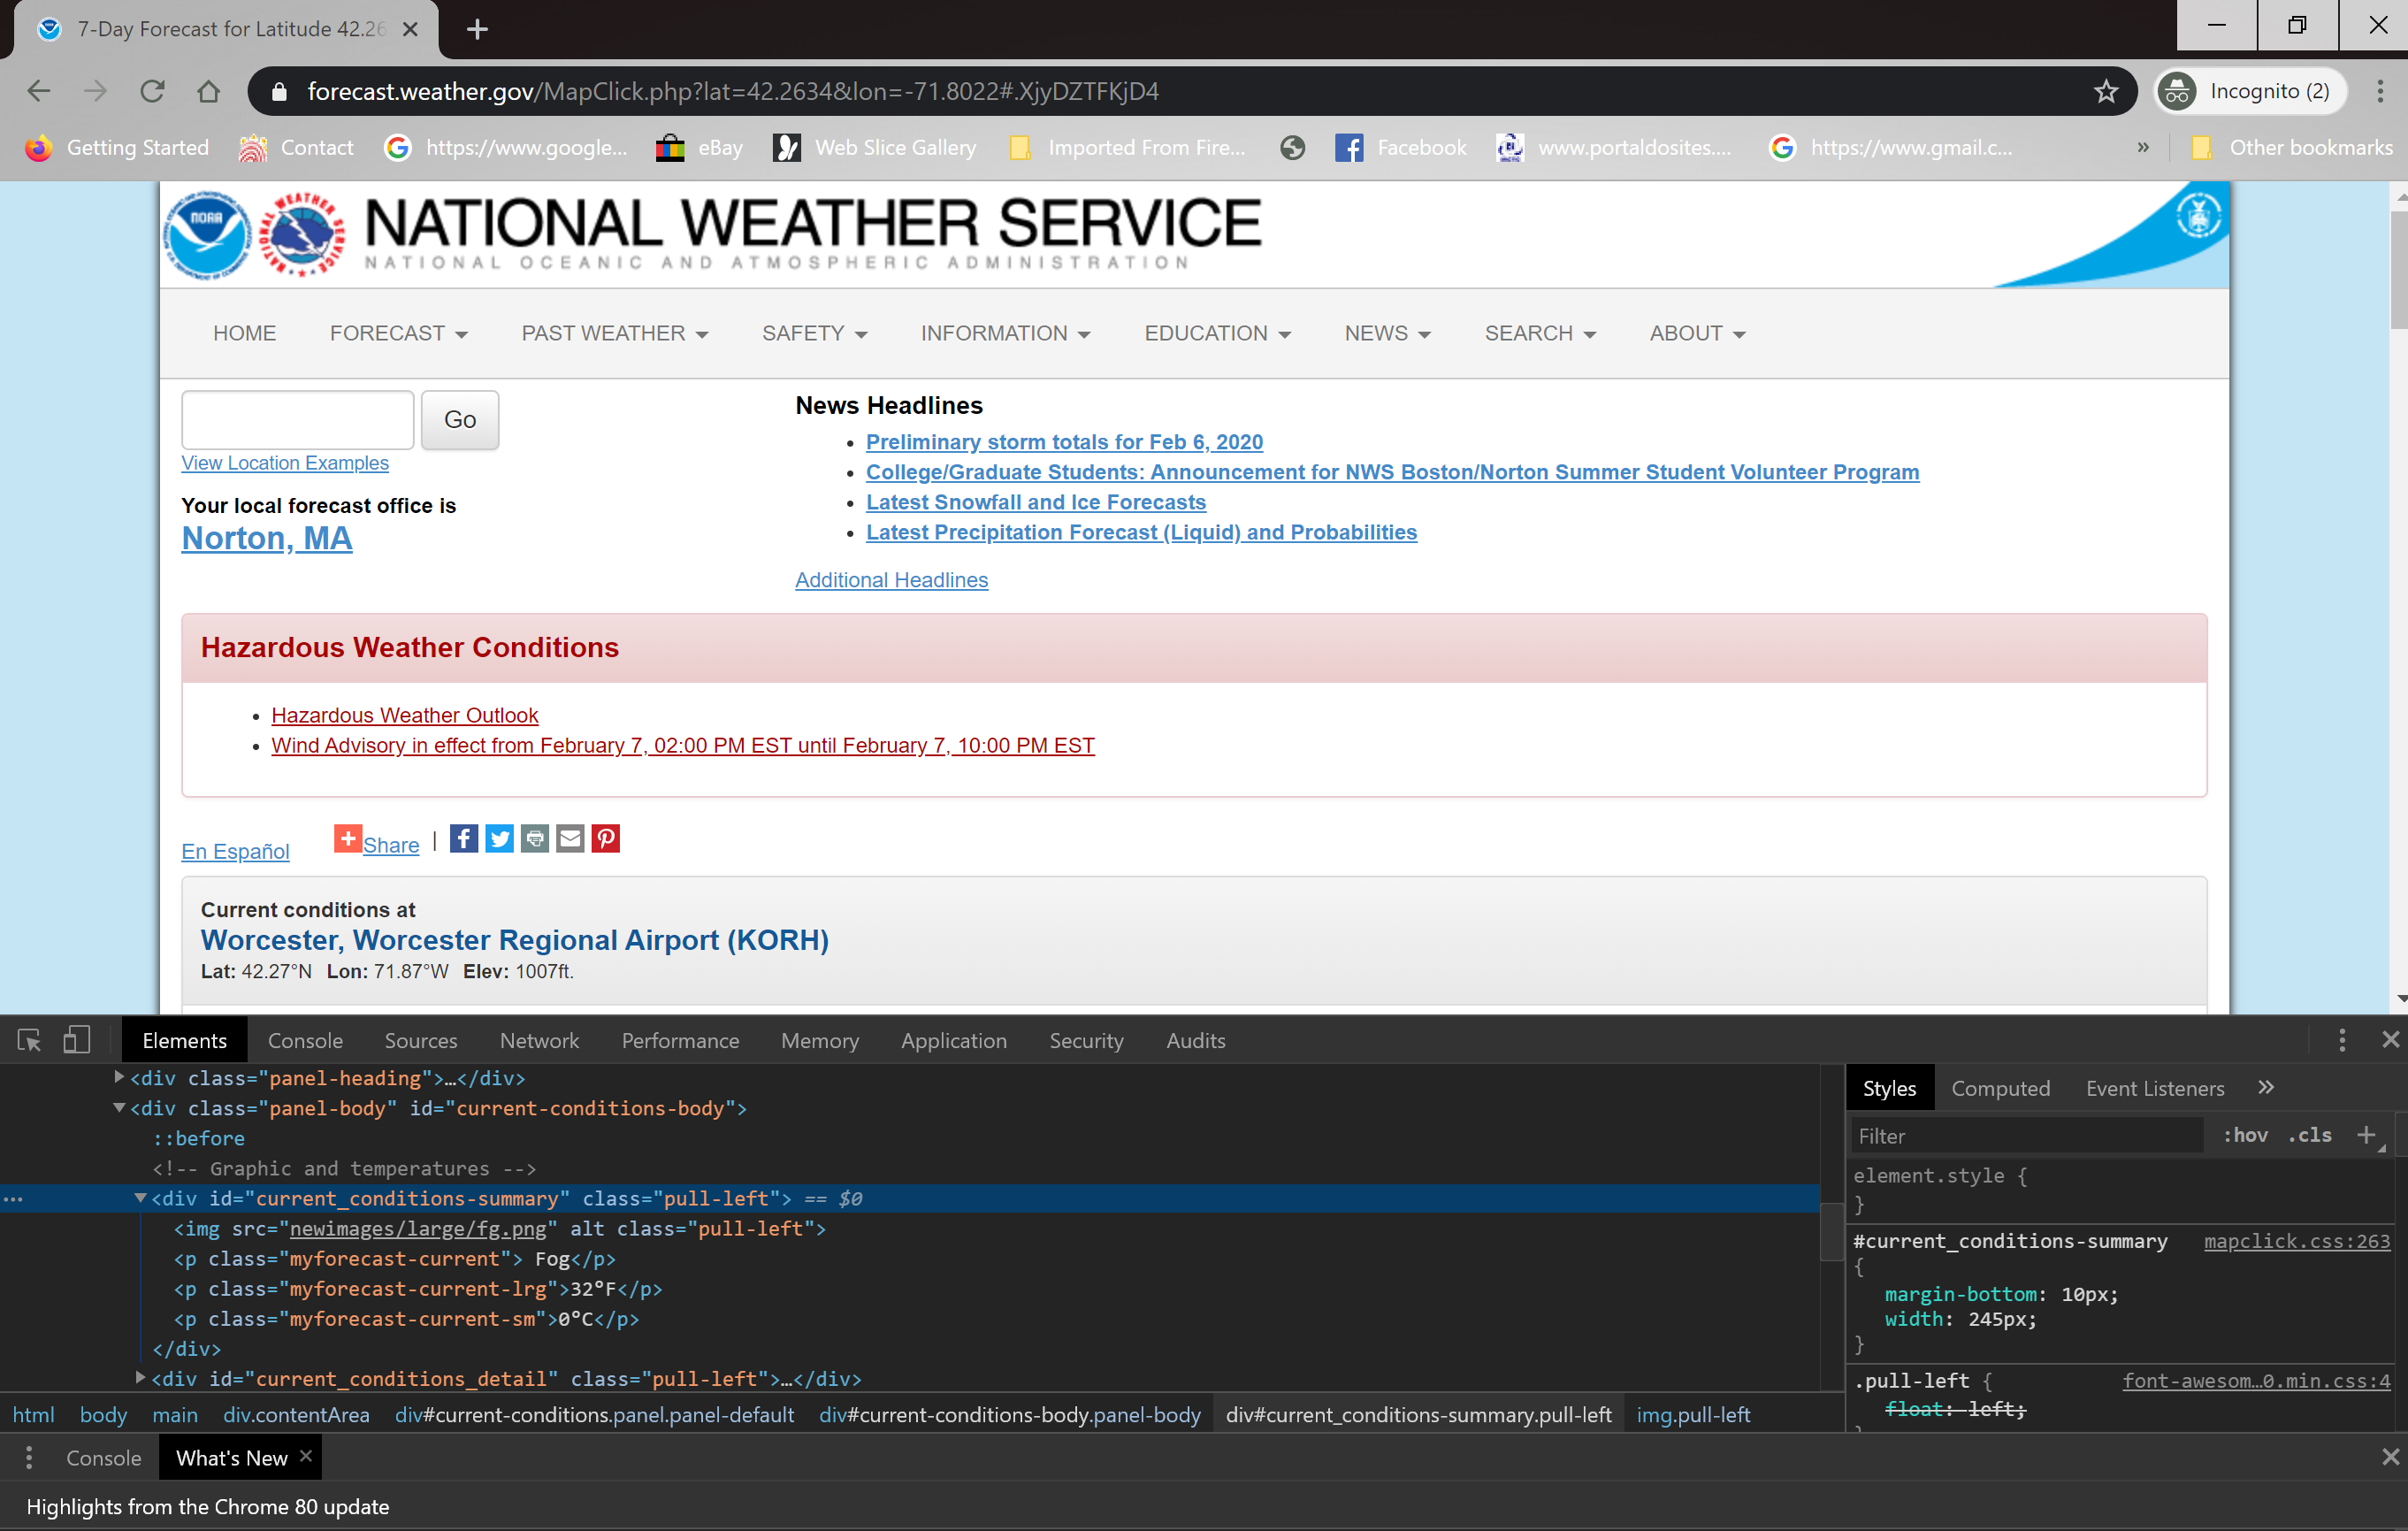 7-Day Forecast for Latitude 42.26
forecast.weather.gov/MapClick.php?lat=42.2634&lon=-71.8022#.XjyDZTFKjD4
Incognito (2)
Getting Started Contact https://www.google... eBay Web Slice Gallery Imported From Fire... Facebook www.portaldosites.... https://www.gmail.c... » Other bookmarks
NOAA
NATIONAL WEATHER SERVICE
NATIONAL OCEANIC AND ATMOSPHERIC ADMINISTRATION
HOME FORECAST PAST WEATHER SAFETY INFORMATION EDUCATION NEWS SEARCH ABOUT
Go
View Location Examples
Your local forecast office is
Norton, MA
News Headlines
• Preliminary storm totals for Feb 6, 2020
• College/Graduate Students: Announcement for NWS Boston/Norton Summer Student Volunteer Program
• Latest Snowfall and Ice Forecasts
• Latest Precipitation Forecast (Liquid) and Probabilities
Additional Headlines
Hazardous Weather Conditions
• Hazardous Weather Outlook
• Wind Advisory in effect from February 7, 02:00 PM EST until February 7, 10:00 PM EST
En Español Share |
Current conditions at
Worcester, Worcester Regional Airport (KORH)
Lat: 42.27°N Lon: 71.87°W Elev: 1007ft.
Elements Console Sources Network Performance Memory Application Security Audits
<div class="panel-heading">…</div>
<div class="panel-body" id="current-conditions-body">
::before
<!-- Graphic and temperatures -->
<div id="current_conditions-summary" class="pull-left"> == $0
<img src="newimages/large/fg.png" alt class="pull-left">
<p class="myforecast-current"> Fog</p>
<p class="myforecast-current-lrg">32°F</p>
<p class="myforecast-current-sm">0°C</p>
</div>
<div id="current_conditions_detail" class="pull-left">…</div>
html body main div.contentArea div#current-conditions.panel.panel-default div#current-conditions-body.panel-body div#current_conditions-summary.pull-left img.pull-left
Styles Computed Event Listeners »
Filter :hov .cls +
element.style {
}
#current_conditions-summary mapclick.css:263
{
margin-bottom: 10px;
width: 245px;
}
.pull-left { font-awesom…0.min.css:4
float: left;
Console What's New
Highlights from the Chrome 80 update